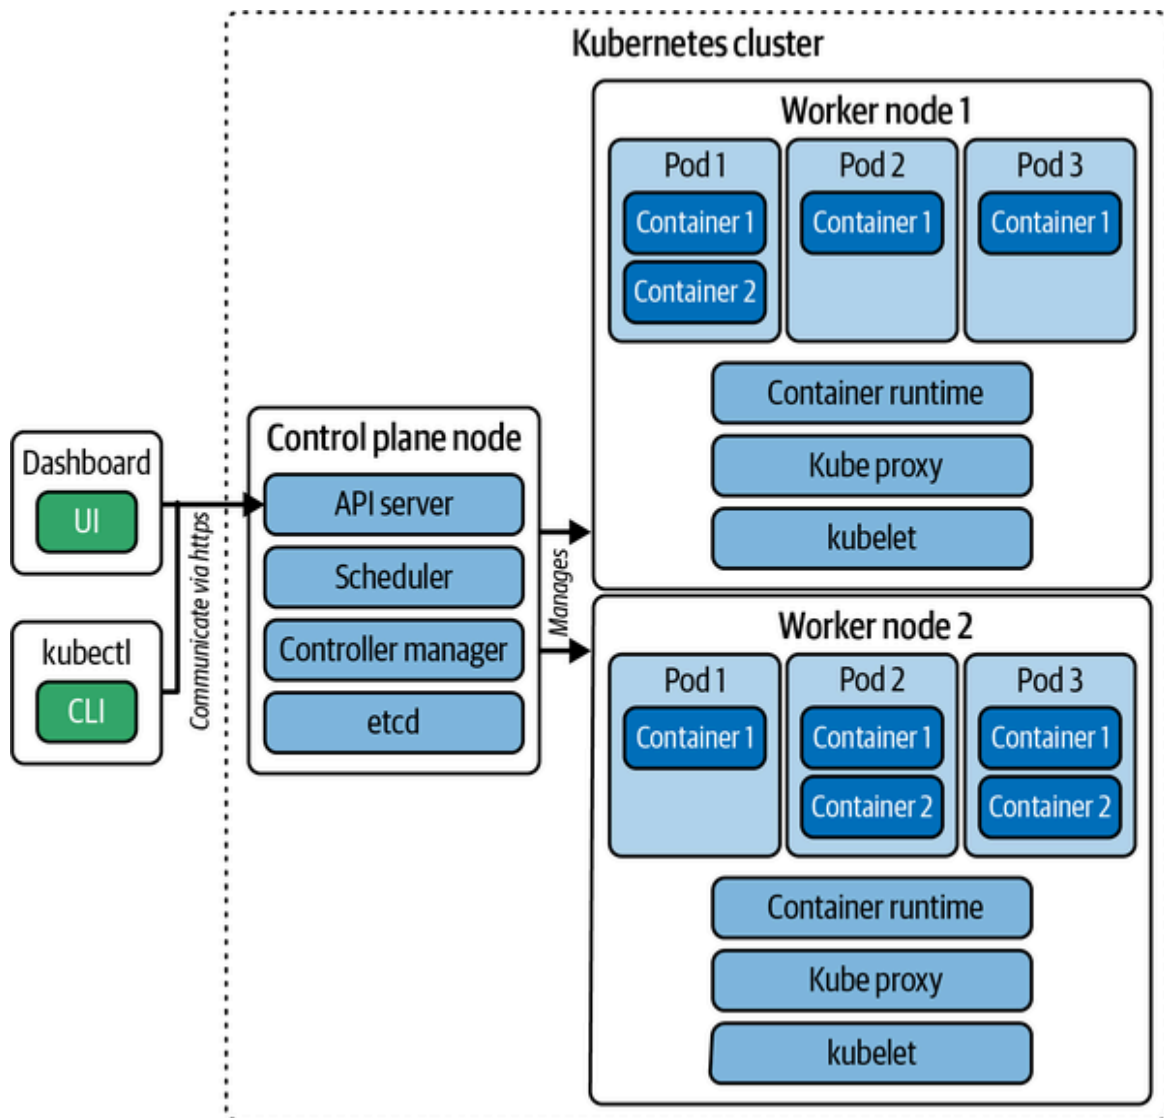 Kubernetes cluster
Dashboard
UI
kubectl
CLI
Communicate via https
Control plane node
API server
Scheduler
Controller manager
etcd
Manages
Worker node 1
Pod 1
Container 1
Container 2
Pod 2
Container 1
Pod 3
Container 1
Container runtime
Kube proxy
kubelet
Worker node 2
Pod 1
Container 1
Pod 2
Container 1
Container 2
Pod 3
Container 1
Container 2
Container runtime
Kube proxy
kubelet